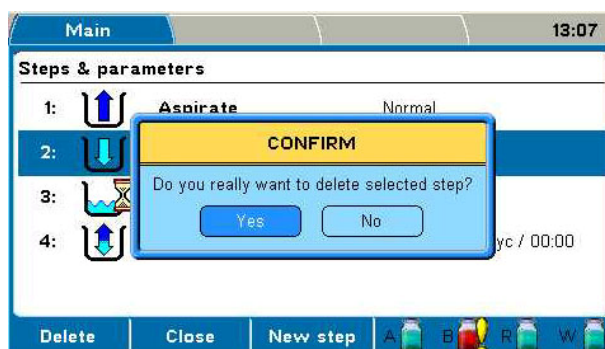 Main 13:07
Steps & parameters
1: Aspirate Normal
2:
3:
4: yc / 00:00
CONFIRM
Do you really want to delete selected step?
Yes No
Delete Close New step A B R W